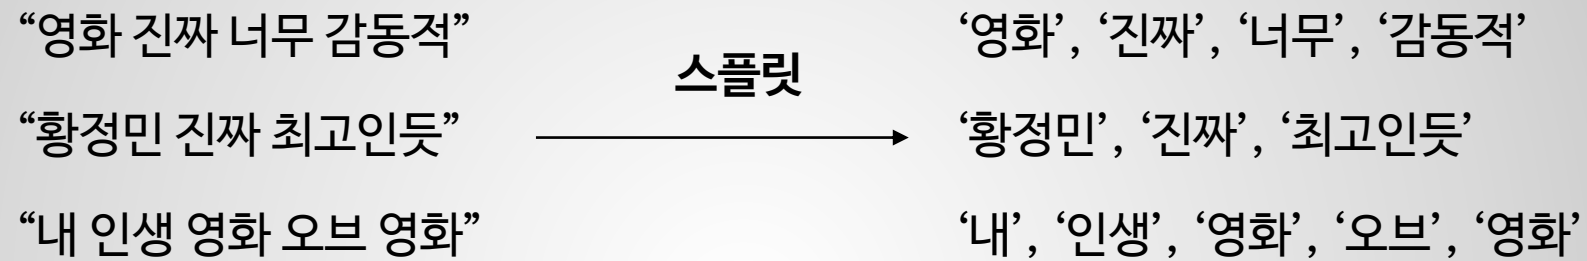 “영화 진짜 너무 감동적”
“황정민 진짜 최고인듯”
“내 인생 영화 오브 영화”
스플릿
‘영화’, ‘진짜’, ‘너무’, ‘감동적’
‘황정민’, ‘진짜’, ‘최고인듯’
‘내’, ‘인생’, ‘영화’, ‘오브’, ‘영화’